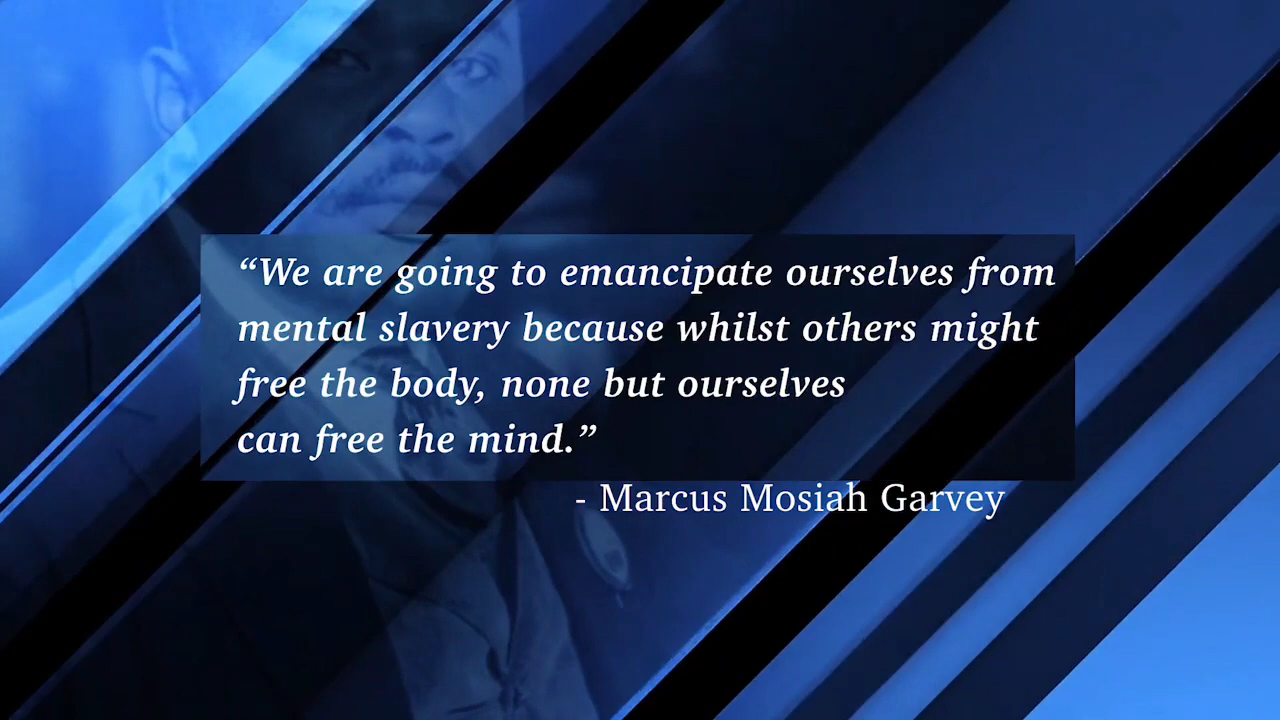 “We are going to emancipate ourselves from
mental slavery because whilst others might
free the body, none but ourselves
can free the mind.”
- Marcus Mosiah Garvey